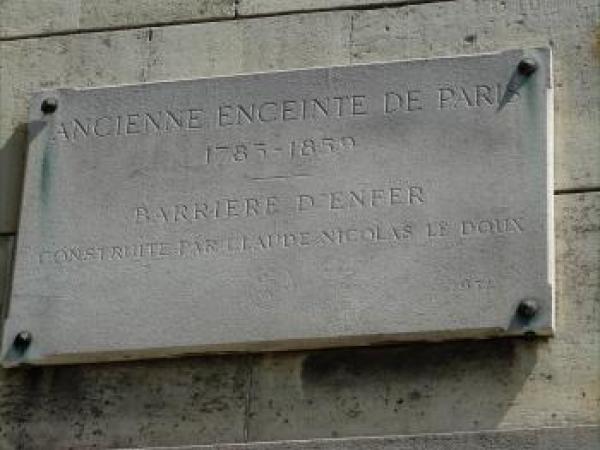 ANCIENNE ENCEINTE DE PARIS
1785-1859
BARRIERE D'ENFER
CONSTRUITE PAR CLAUDE-NICOLAS LE DOUX